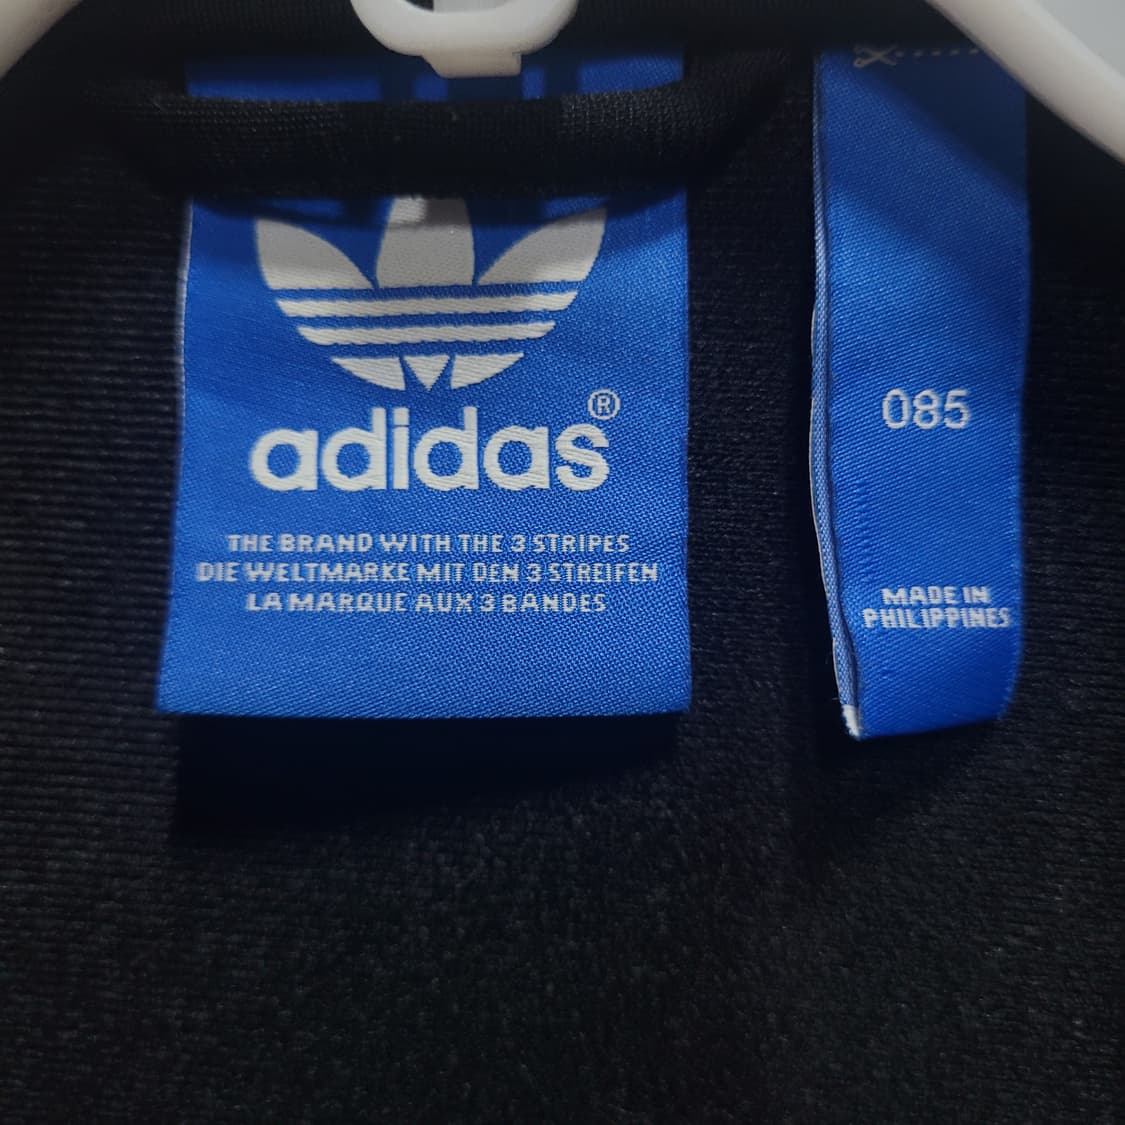 adidas®
THE BRAND WITH THE 3 STRIPES
DIE WELTMARKE MIT DEN 3 STREIFEN
LA MARQUE AUX 3 BANDES
085
MADE IN
PHILIPPINES